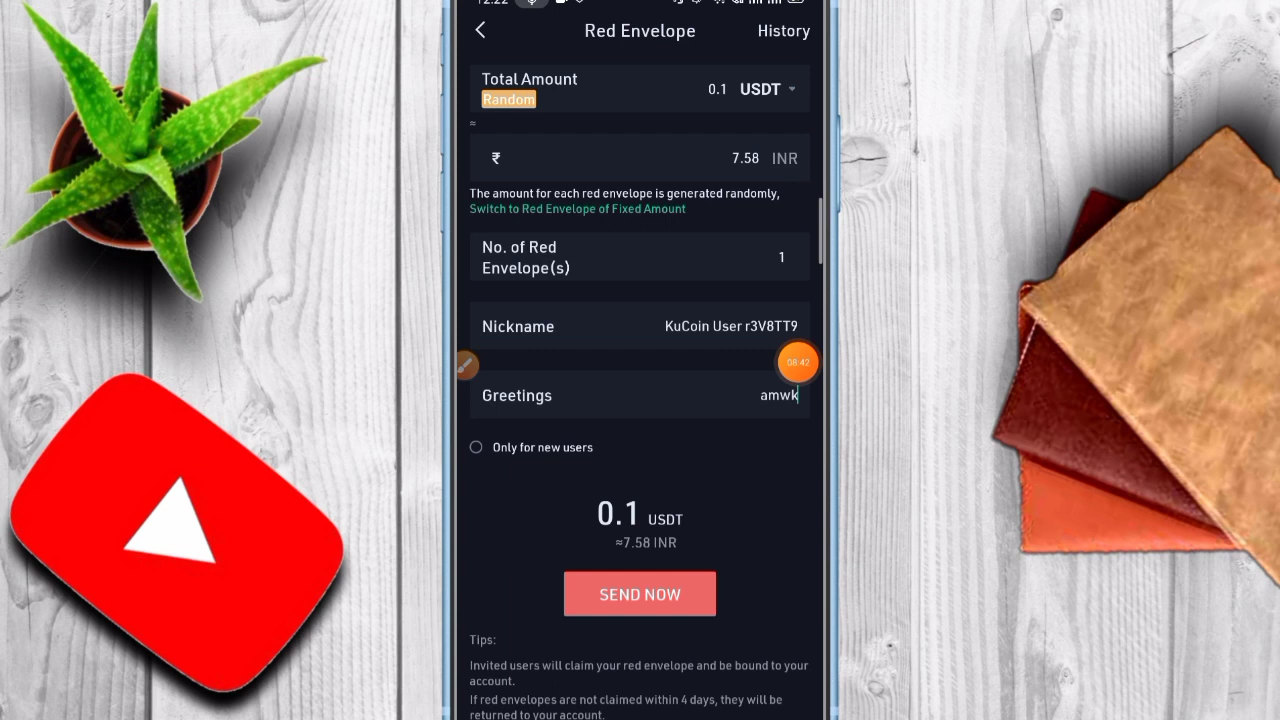 12:22
Red Envelope
History
Total Amount
0.1 USDT
Random
≈
₹ 7.58 INR
The amount for each red envelope is generated randomly,
Switch to Red Envelope of Fixed Amount
No. of Red
Envelope(s)
1
Nickname
KuCoin User r3V8TT9
08:42
Greetings
amwk
Only for new users
0.1 USDT
≈7.58 INR
SEND NOW
Tips:
Invited users will claim your red envelope and be bound to your
account.
If red envelopes are not claimed within 4 days, they will be
returned to your account.